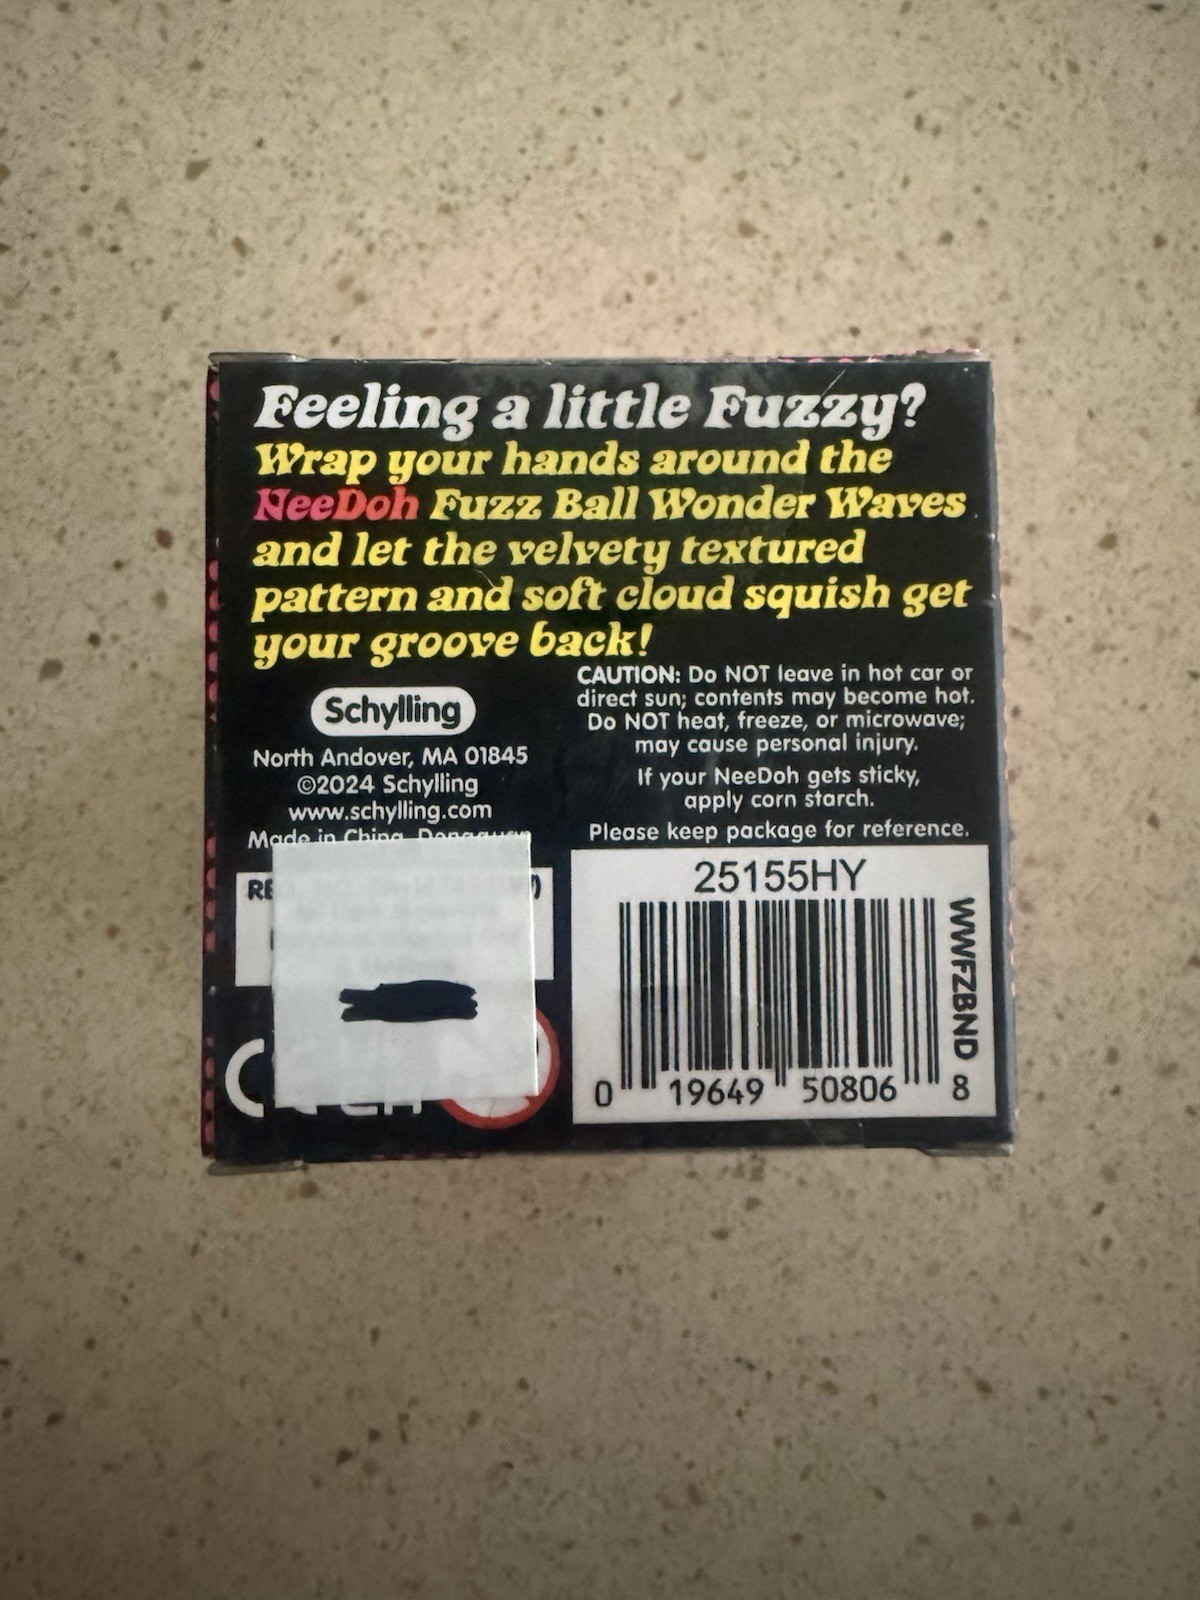 Feeling a little Fuzzy?
Wrap your hands around the
NeeDoh Fuzz Ball Wonder Waves
and let the velvety textured
pattern and soft cloud squish get
your groove back!
Schylling
North Andover, MA 01845
©2024 Schylling
www.schylling.com
Made in China, Dongguan
CAUTION: Do NOT leave in hot car or
direct sun; contents may become hot.
Do NOT heat, freeze, or microwave;
may cause personal injury.
If your NeeDoh gets sticky,
apply corn starch.
Please keep package for reference.
25155HY
WWFZBND
0 19649 50806 8